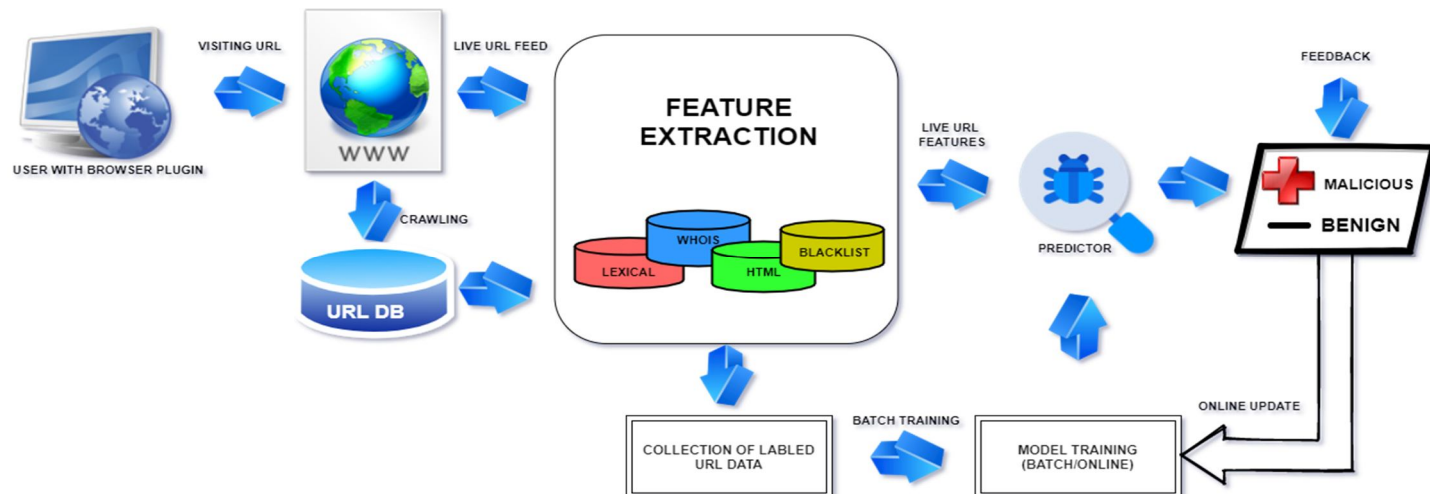 VISITING URL
LIVE URL FEED
FEEDBACK
FEATURE
EXTRACTION
LIVE URL
FEATURES
WWW
USER WITH BROWSER PLUGIN
MALICIOUS
BENIGN
CRAWLING
WHOIS
BLACKLIST
LEXICAL
HTML
PREDICTOR
URL DB
ONLINE UPDATE
BATCH TRAINING
COLLECTION OF LABLED
URL DATA
MODEL TRAINING
(BATCH/ONLINE)